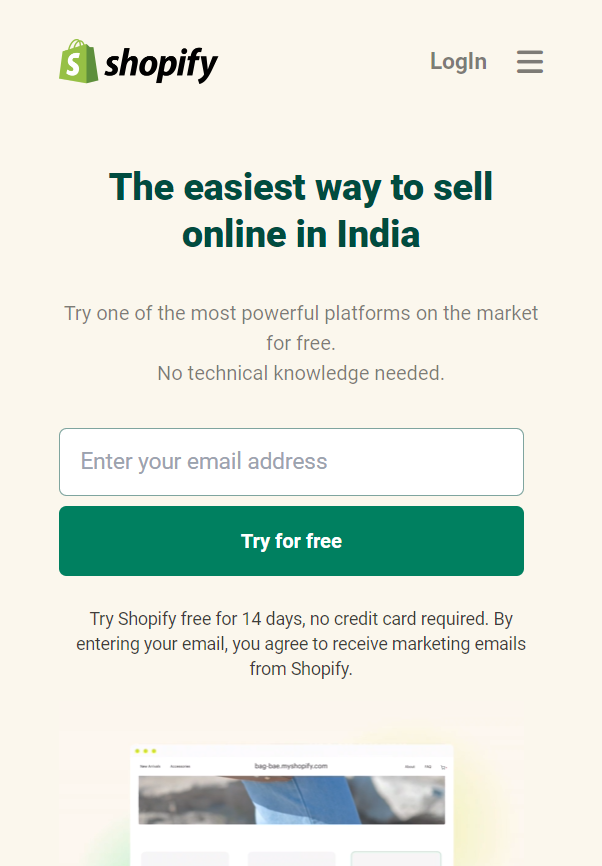 shopify
LogIn
The easiest way to sell
online in India
Try one of the most powerful platforms on the market
for free.
No technical knowledge needed.
Enter your email address
Try for free
Try Shopify free for 14 days, no credit card required. By
entering your email, you agree to receive marketing emails
from Shopify.
New Arrivals Accessories bag-bae.myshopify.com About FAQ